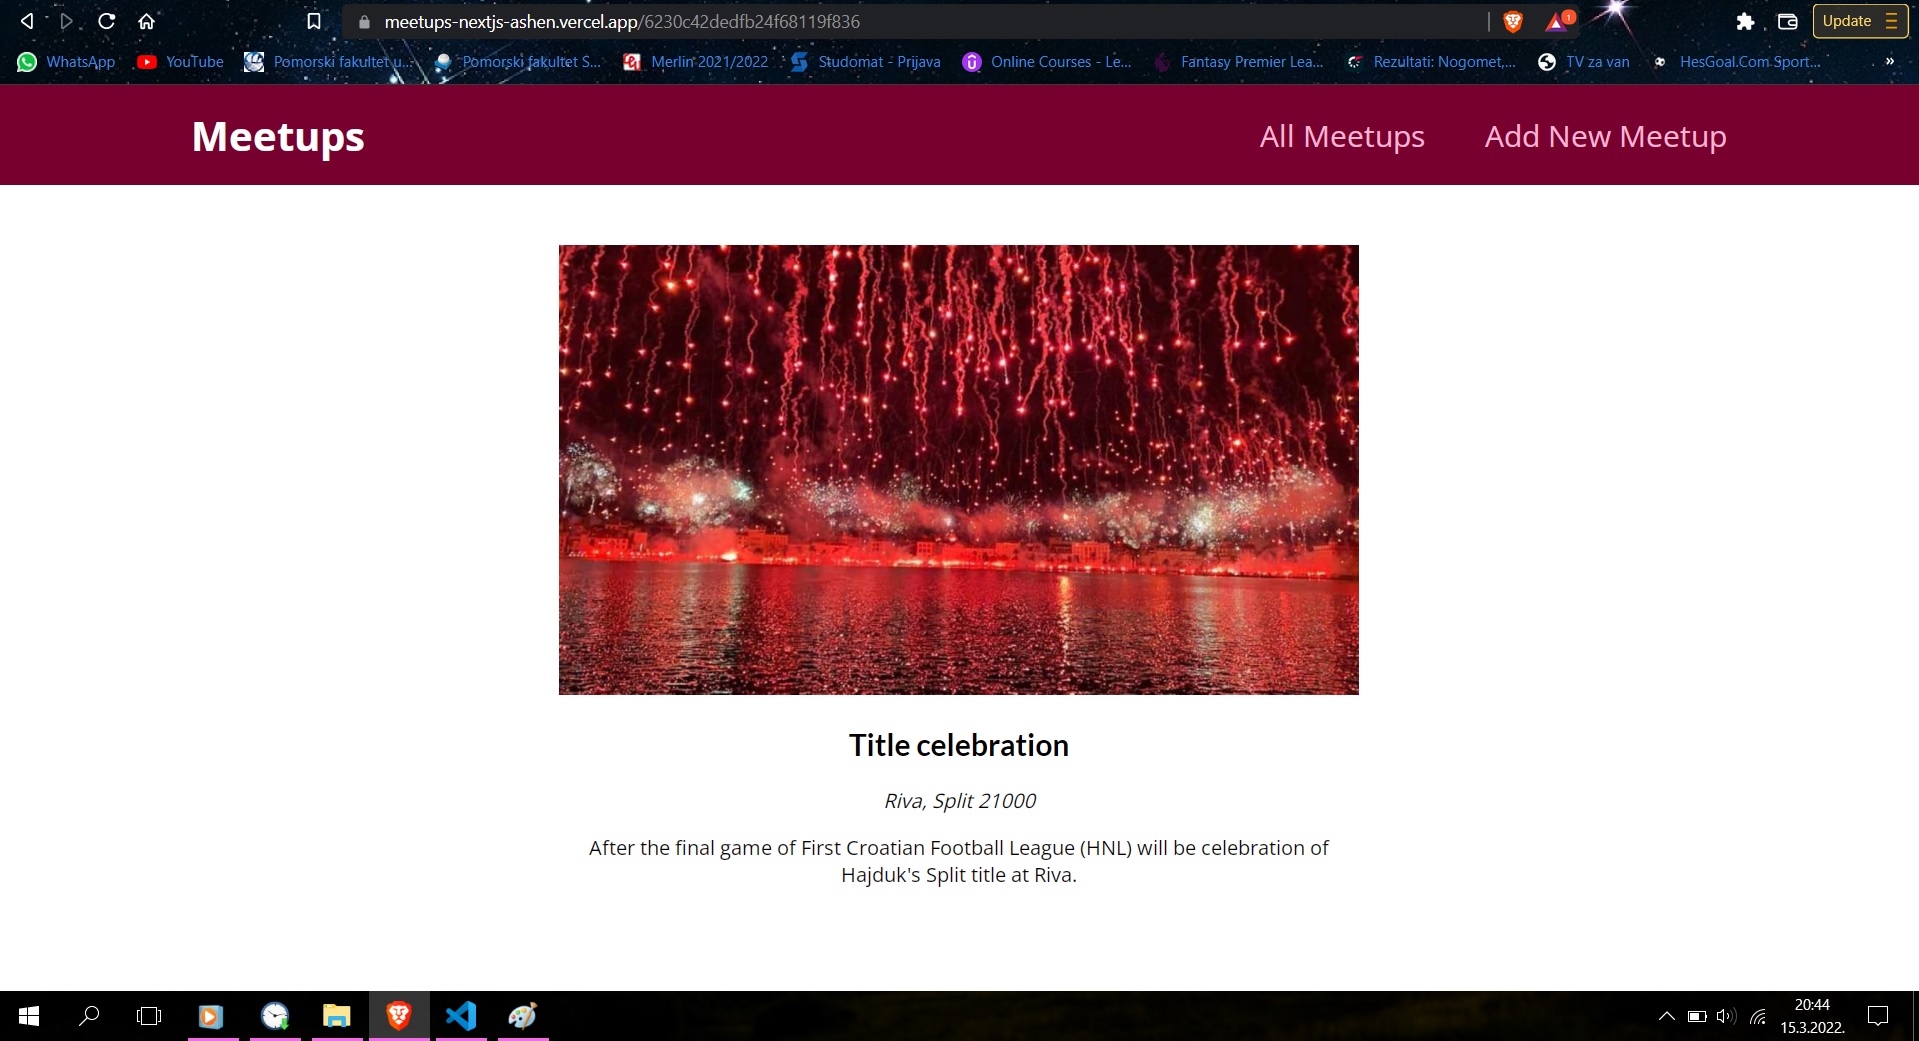 meetups-nextjs-ashen.vercel.app/6230c42dedfb24f68119f836
1
Update
WhatsApp
YouTube
Pomorski fakultet u...
Pomorski fakultet S...
Merlin 2021/2022
Studomat - Prijava
Online Courses - Le...
Fantasy Premier Lea...
Rezultati: Nogomet,...
TV za van
HesGoal.Com Sport...
»
Meetups
All Meetups
Add New Meetup
Title celebration
Riva, Split 21000
After the final game of First Croatian Football League (HNL) will be celebration of
Hajduk's Split title at Riva.
20:44
15.3.2022.